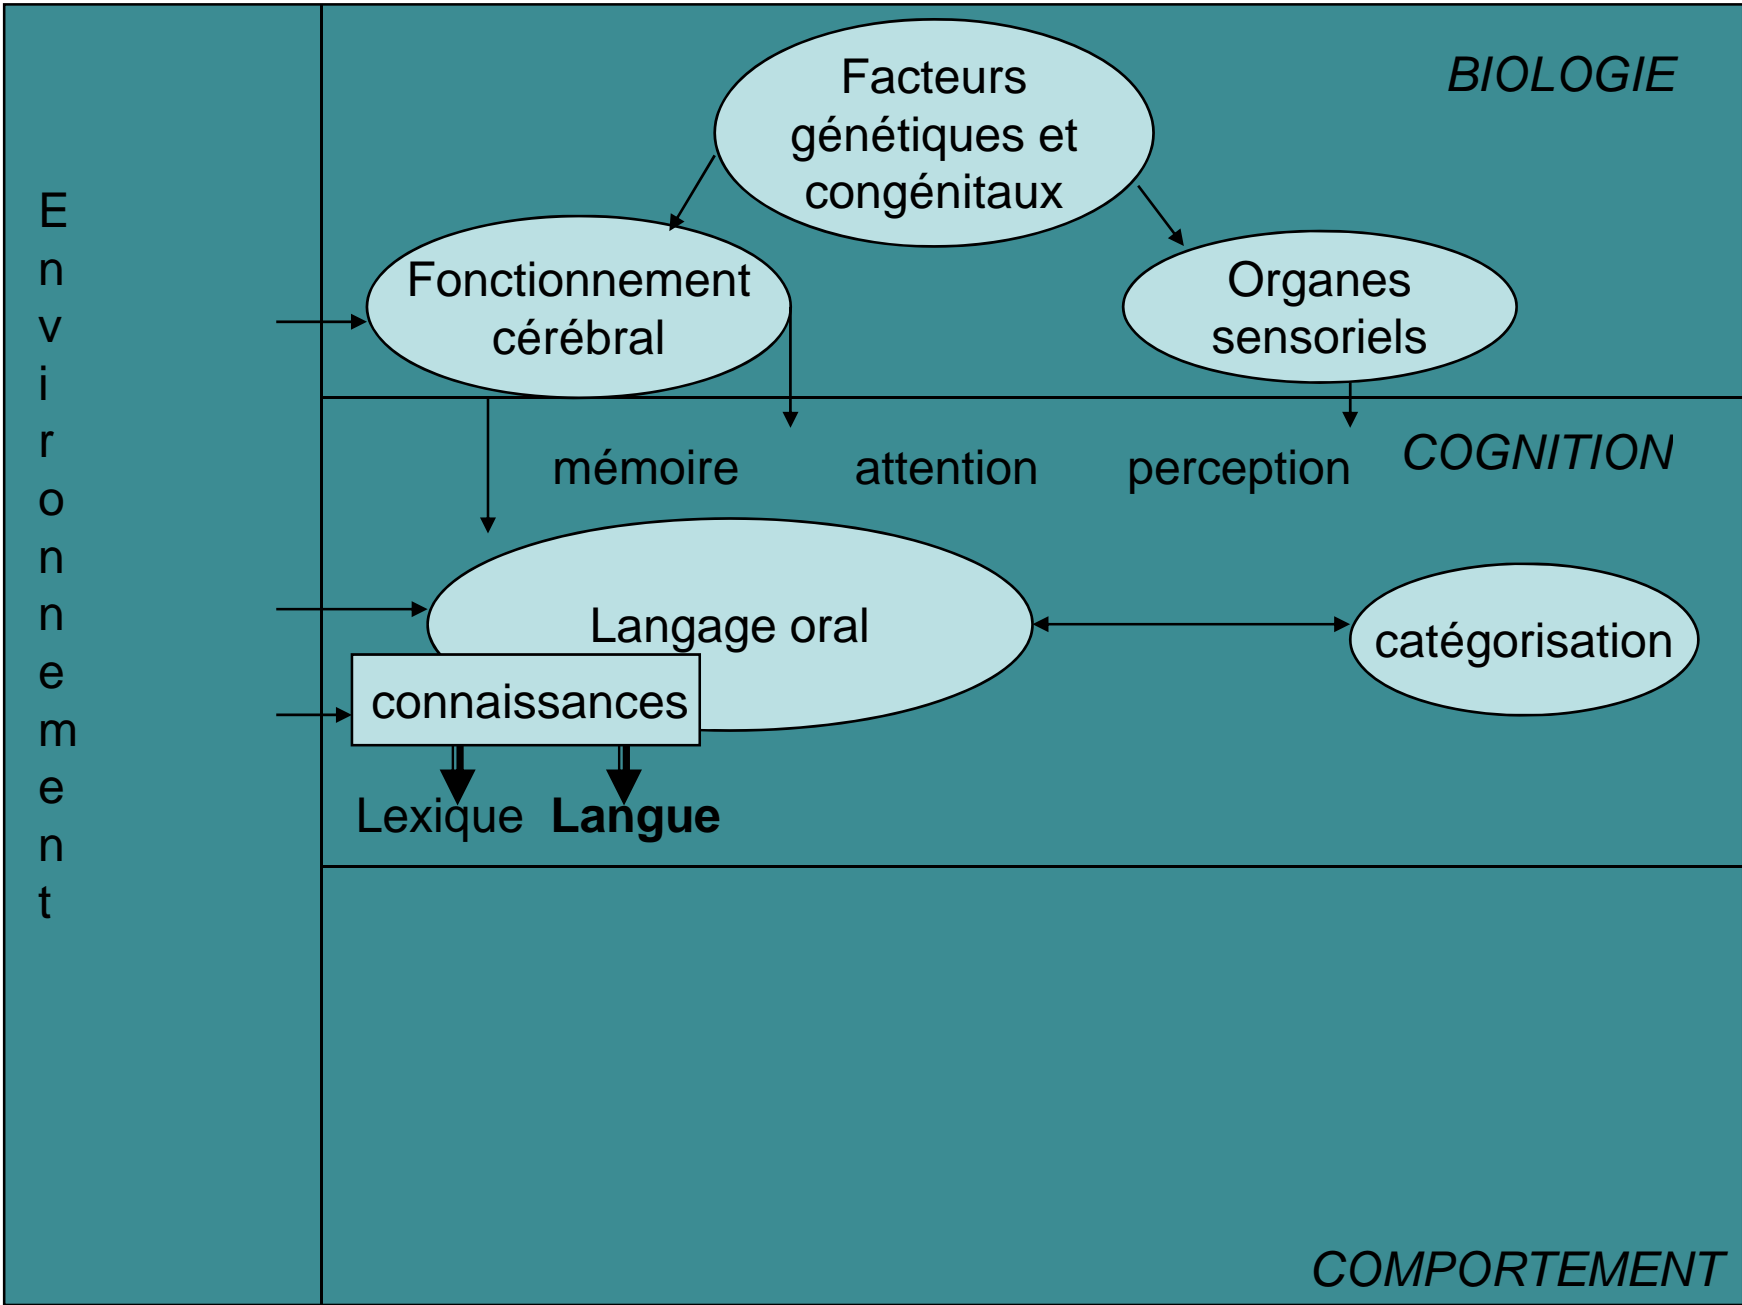 Environnement
BIOLOGIE
Facteurs
génétiques et
congénitaux
Fonctionnement
cérébral
Organes
sensoriels
COGNITION
mémoire
attention
perception
Langage oral
catégorisation
connaissances
Lexique
Langue
COMPORTEMENT